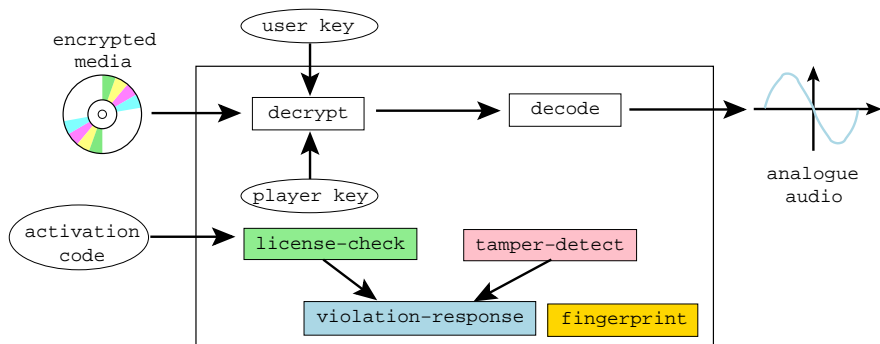 user key
encrypted
media
decrypt
decode
player key
analogue
audio
activation
code
license-check
tamper-detect
violation-response
fingerprint